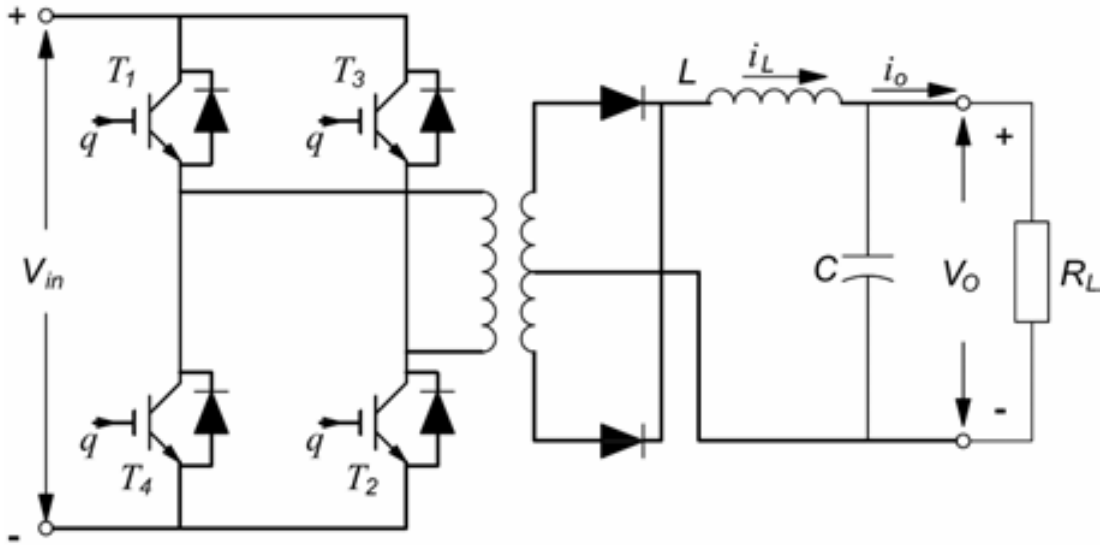 +
T1
T3
q
q
Vin
T4
T2
q
q
-
L
iL
io
+
C
VO
RL
-